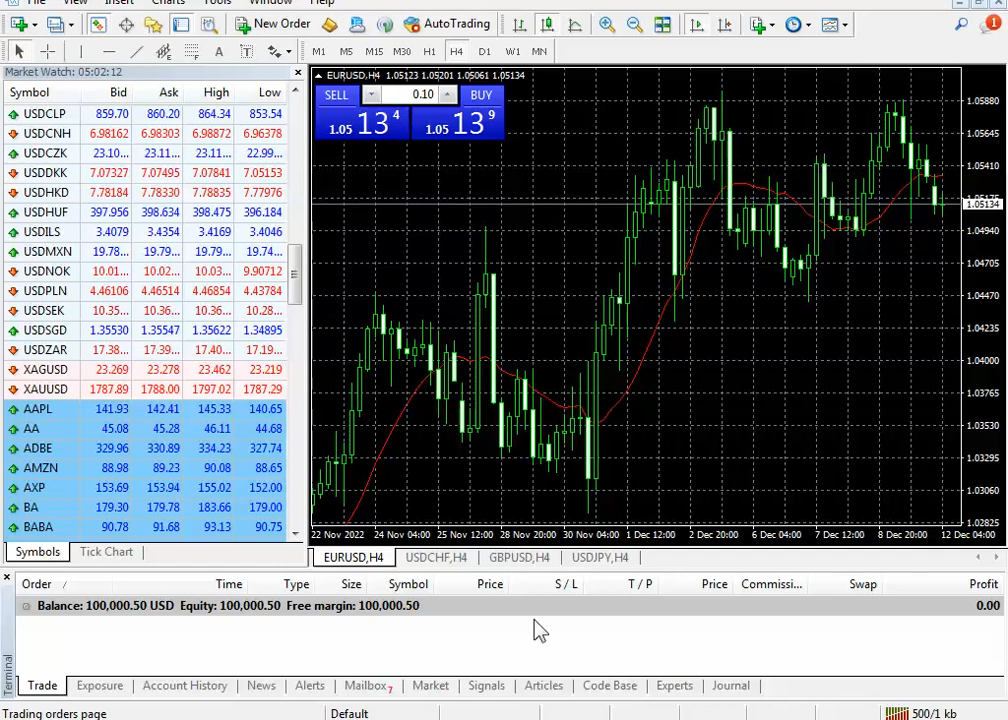 Insert Charts Tools Window Help
New Order AutoTrading 1
A T M1 M5 M15 M30 H1 H4 D1 W1 MN
Market Watch: 05:02:12
Symbol Bid Ask High Low
USDCLP 859.70 860.20 864.34 853.54
USDCNH 6.98162 6.98303 6.98872 6.96378
USDCZK 23.10... 23.11... 23.11... 22.99...
USDDKK 7.07327 7.07495 7.07915 7.05153
USDHKD 7.78184 7.78330 7.78835 7.77976
USDHUF 397.956 398.634 398.475 396.184
USDILS 3.4079 3.4354 3.4169 3.4046
USDMXN 19.78... 19.79... 19.79... 19.74...
USDNOK 10.01... 10.02... 10.03... 9.90712
USDPLN 4.46106 4.46514 4.46854 4.43784
USDSEK 10.35... 10.36... 10.36... 10.28...
USDSGD 1.35530 1.35547 1.35622 1.34895
USDZAR 17.38... 17.39... 17.40... 17.19...
XAGUSD 23.269 23.278 23.462 23.219
XAUUSD 1787.89 1788.00 1797.02 1787.29
AAPL 141.93 142.41 145.33 140.65
AA 45.08 45.28 46.11 44.68
ADBE 329.96 330.89 334.23 327.74
AMZN 88.98 89.23 90.08 88.65
AXP 153.69 153.94 155.02 152.00
BA 179.30 179.78 183.66 179.00
BABA 90.78 91.68 93.13 90.75
Symbols Tick Chart
EURUSD,H4 1.05123 1.05201 1.05061 1.05134
SELL 0.10 BUY
1.05 13 4 1.05 13 9
1.05880
1.05645
1.05410
1.05134
1.04940
1.04705
1.04470
1.04235
1.04000
1.03765
1.03530
1.03295
1.03060
1.02825
22 Nov 2022 24 Nov 04:00 25 Nov 12:00 28 Nov 20:00 30 Nov 04:00 1 Dec 12:00 2 Dec 20:00 6 Dec 04:00 7 Dec 12:00 8 Dec 20:00 12 Dec 04:00
EURUSD,H4 USDCHF,H4 GBPUSD,H4 USDJPY,H4
Order Time Type Size Symbol Price S / L T / P Price Commissi... Swap Profit
Balance: 100,000.50 USD Equity: 100,000.50 Free margin: 100,000.50 0.00
Terminal
Trade Exposure Account History News Alerts Mailbox 7 Market Signals Articles Code Base Experts Journal
Trading orders page Default 500/1 kb